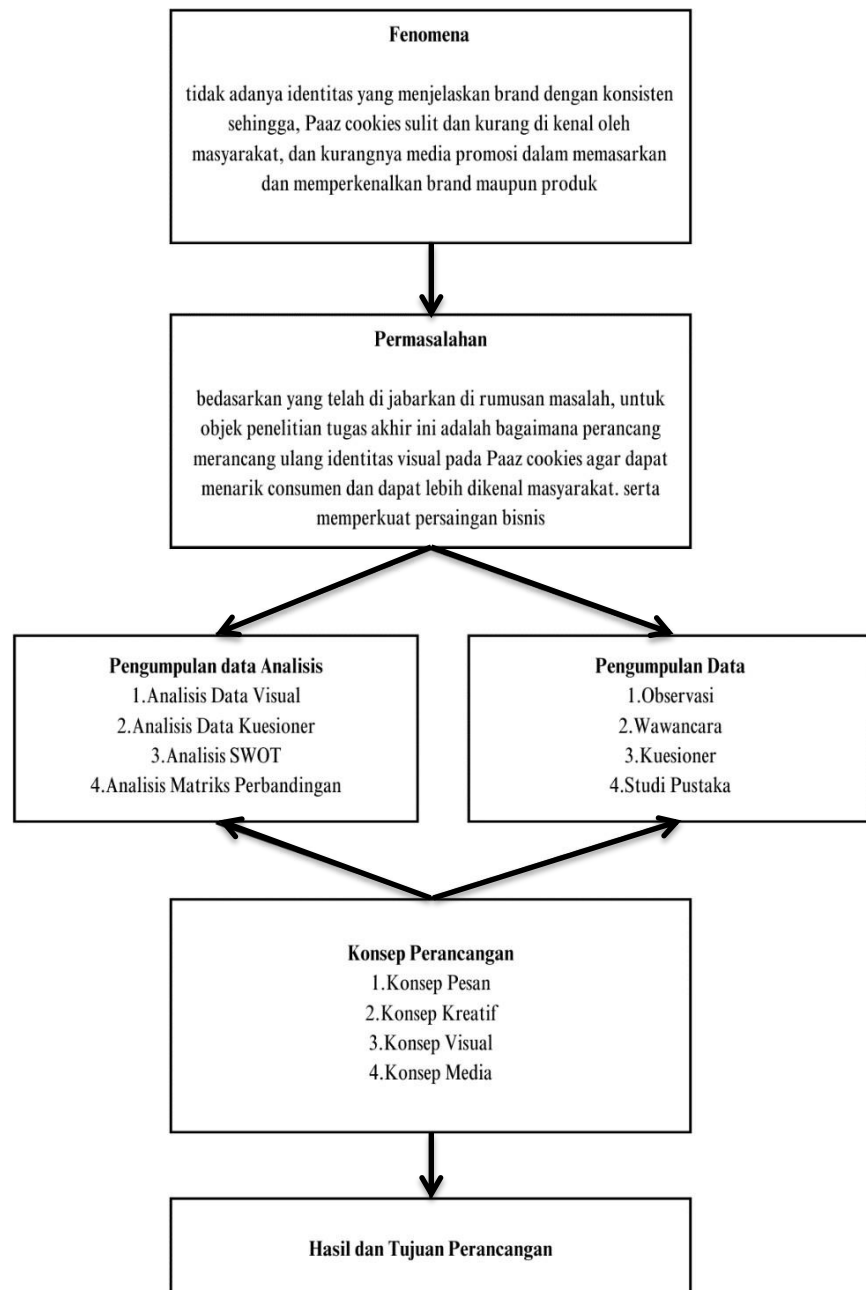 Fenomena
tidak adanya identitas yang menjelaskan brand dengan konsisten
sehingga, Paaz cookies sulit dan kurang di kenal oleh
masyarakat, dan kurangnya media promosi dalam memasarkan
dan memperkenalkan brand maupun produk
Permasalahan
bedasarkan yang telah di jabarkan di rumusan masalah, untuk
objek penelitian tugas akhir ini adalah bagaimana perancang
merancang ulang identitas visual pada Paaz cookies agar dapat
menarik consumen dan dapat lebih dikenal masyarakat. serta
memperkuat persaingan bisnis
Pengumpulan data Analisis
1.Analisis Data Visual
2.Analisis Data Kuesioner
3.Analisis SWOT
4.Analisis Matriks Perbandingan
Pengumpulan Data
1.Observasi
2.Wawancara
3.Kuesioner
4.Studi Pustaka
Konsep Perancangan
1.Konsep Pesan
2.Konsep Kreatif
3.Konsep Visual
4.Konsep Media
Hasil dan Tujuan Perancangan